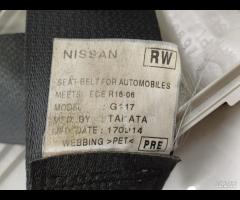 NISSAN RW
SEAT-BELT FOR AUTOMOBILES
MEETS: ECE R16-06
MODEL : G117
MFD.BY : TAKATA
MFD DATE : 170914
WEBBING >PET< PRE